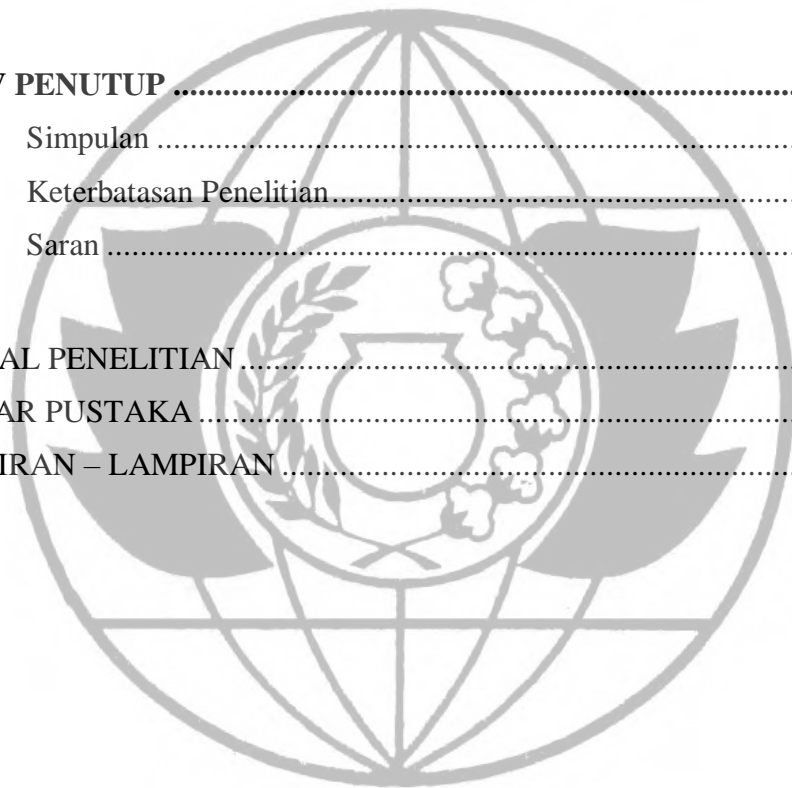 PENUTUP ..........................................................................
Simpulan ..........................................................................
Keterbatasan Penelitian..........................................................................
Saran ..........................................................................
AL PENELITIAN ..........................................................................
AR PUSTAKA ..........................................................................
IRAN – LAMPIRAN ..........................................................................